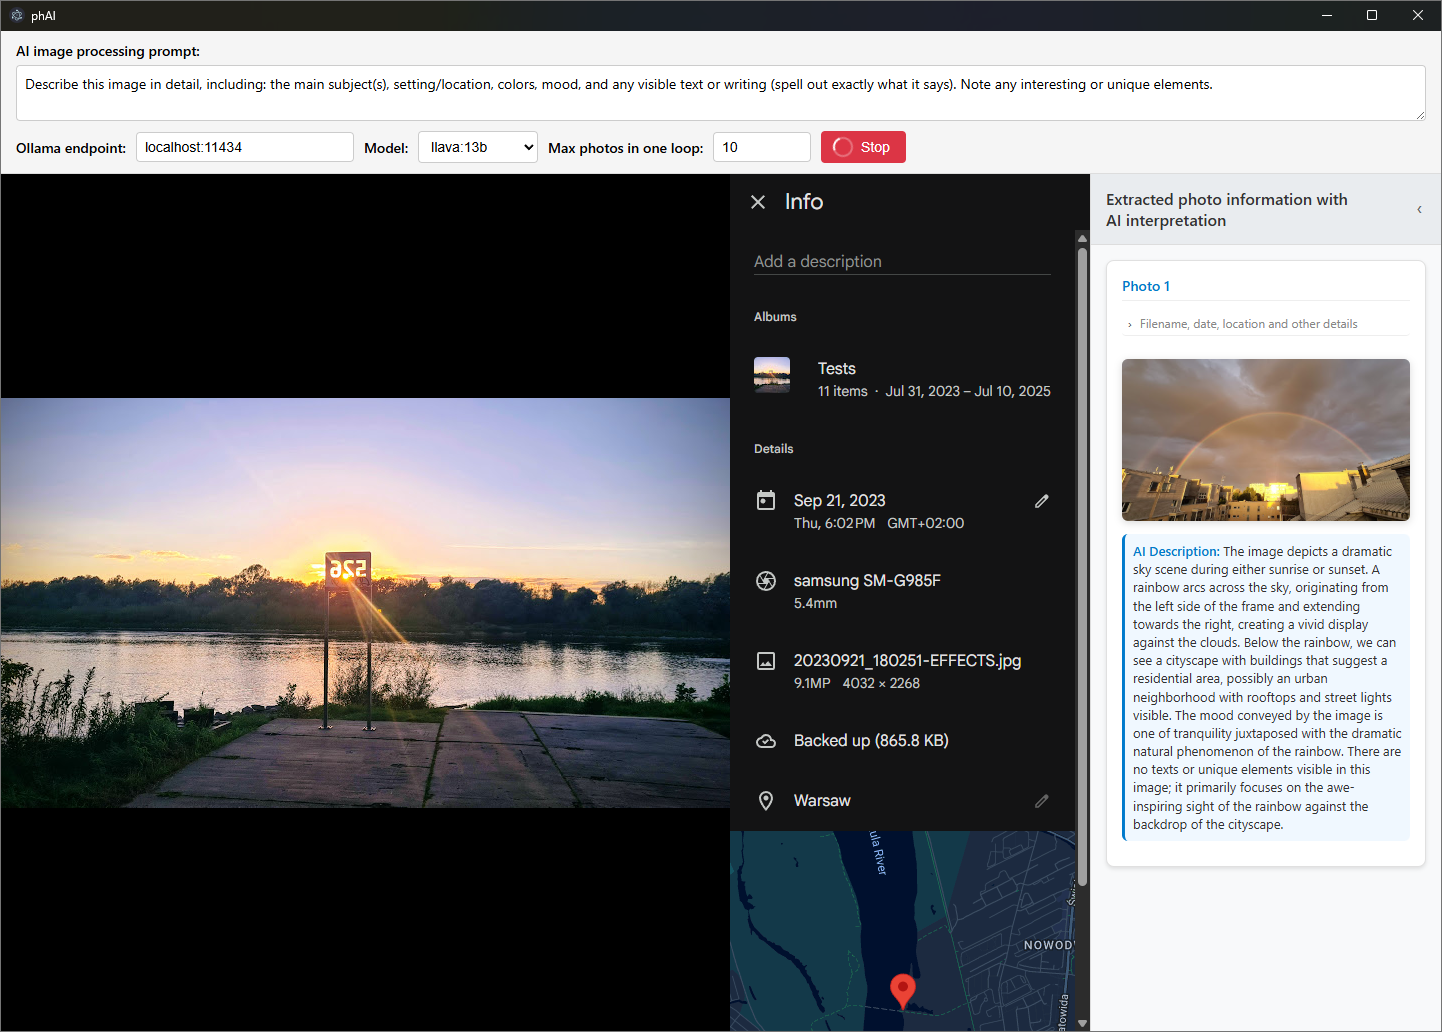 phAI
AI image processing prompt:
Describe this image in detail, including: the main subject(s), setting/location, colors, mood, and any visible text or writing (spell out exactly what it says). Note any interesting or unique elements.
Ollama endpoint:
localhost:11434
Model:
llava:13b
Max photos in one loop:
10
Stop
526
Info
Add a description
Albums
Tests
11 items · Jul 31, 2023 – Jul 10, 2025
Details
Sep 21, 2023
Thu, 6:02 PM GMT+02:00
samsung SM-G985F
5.4mm
20230921_180251-EFFECTS.jpg
9.1MP 4032 × 2268
Backed up (865.8 KB)
Warsaw
ula River
NOWOD
atowida
Extracted photo information with
AI interpretation
Photo 1
Filename, date, location and other details
AI Description: The image depicts a dramatic
sky scene during either sunrise or sunset. A
rainbow arcs across the sky, originating from
the left side of the frame and extending
towards the right, creating a vivid display
against the clouds. Below the rainbow, we can
see a cityscape with buildings that suggest a
residential area, possibly an urban
neighborhood with rooftops and street lights
visible. The mood conveyed by the image is
one of tranquility juxtaposed with the dramatic
natural phenomenon of the rainbow. There are
no texts or unique elements visible in this
image; it primarily focuses on the awe-
inspiring sight of the rainbow against the
backdrop of the cityscape.